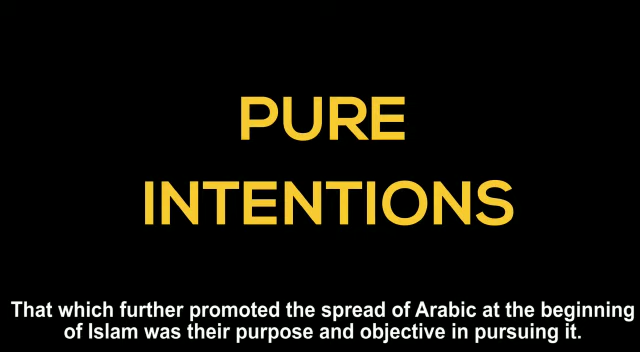 PURE
INTENTIONS
That which further promoted the spread of Arabic at the beginning
of Islam was their purpose and objective in pursuing it.